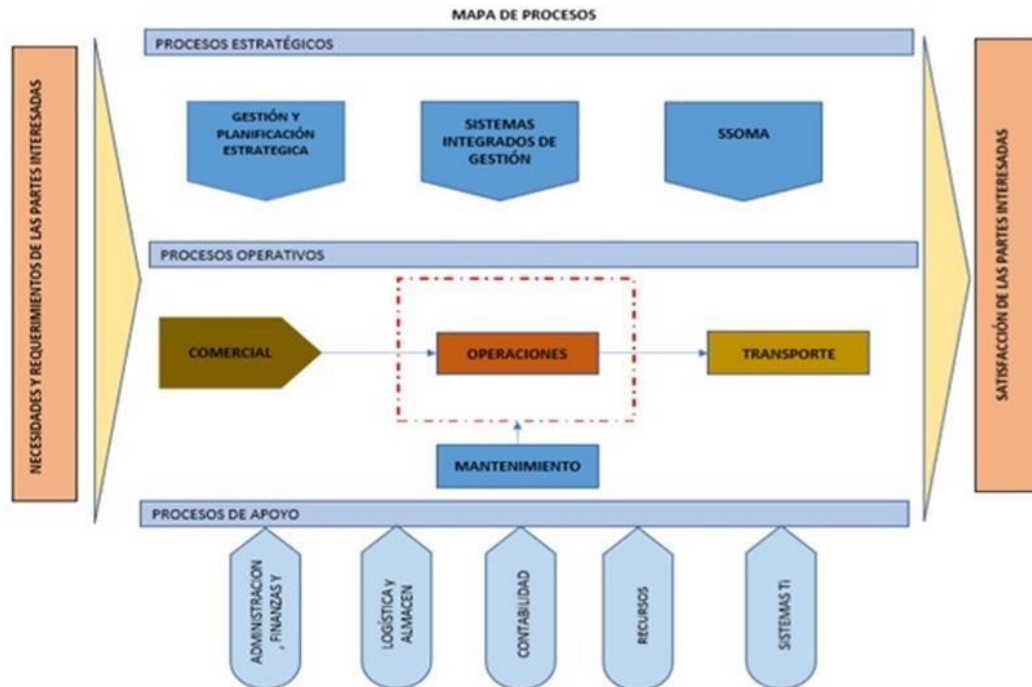 MAPA DE PROCESOS
PROCESOS ESTRATÉGICOS
NECESIDADES Y REQUERIMIENTOS DE LAS PARTES INTERESADAS
GESTIÓN Y
PLANIFICACIÓN
ESTRATEGICA
SISTEMAS
INTEGRADOS DE
GESTIÓN
SSOMA
SATISFACCIÓN DE LAS PARTES INTERESADAS
PROCESOS OPERATIVOS
COMERCIAL
OPERACIONES
TRANSPORTE
MANTENIMIENTO
PROCESOS DE APOYO
ADMINISTRACION
, FINANZAS Y
LOGÍSTICA y
ALMACEN
CONTABILIDAD
RECURSOS
SISTEMAS Ti